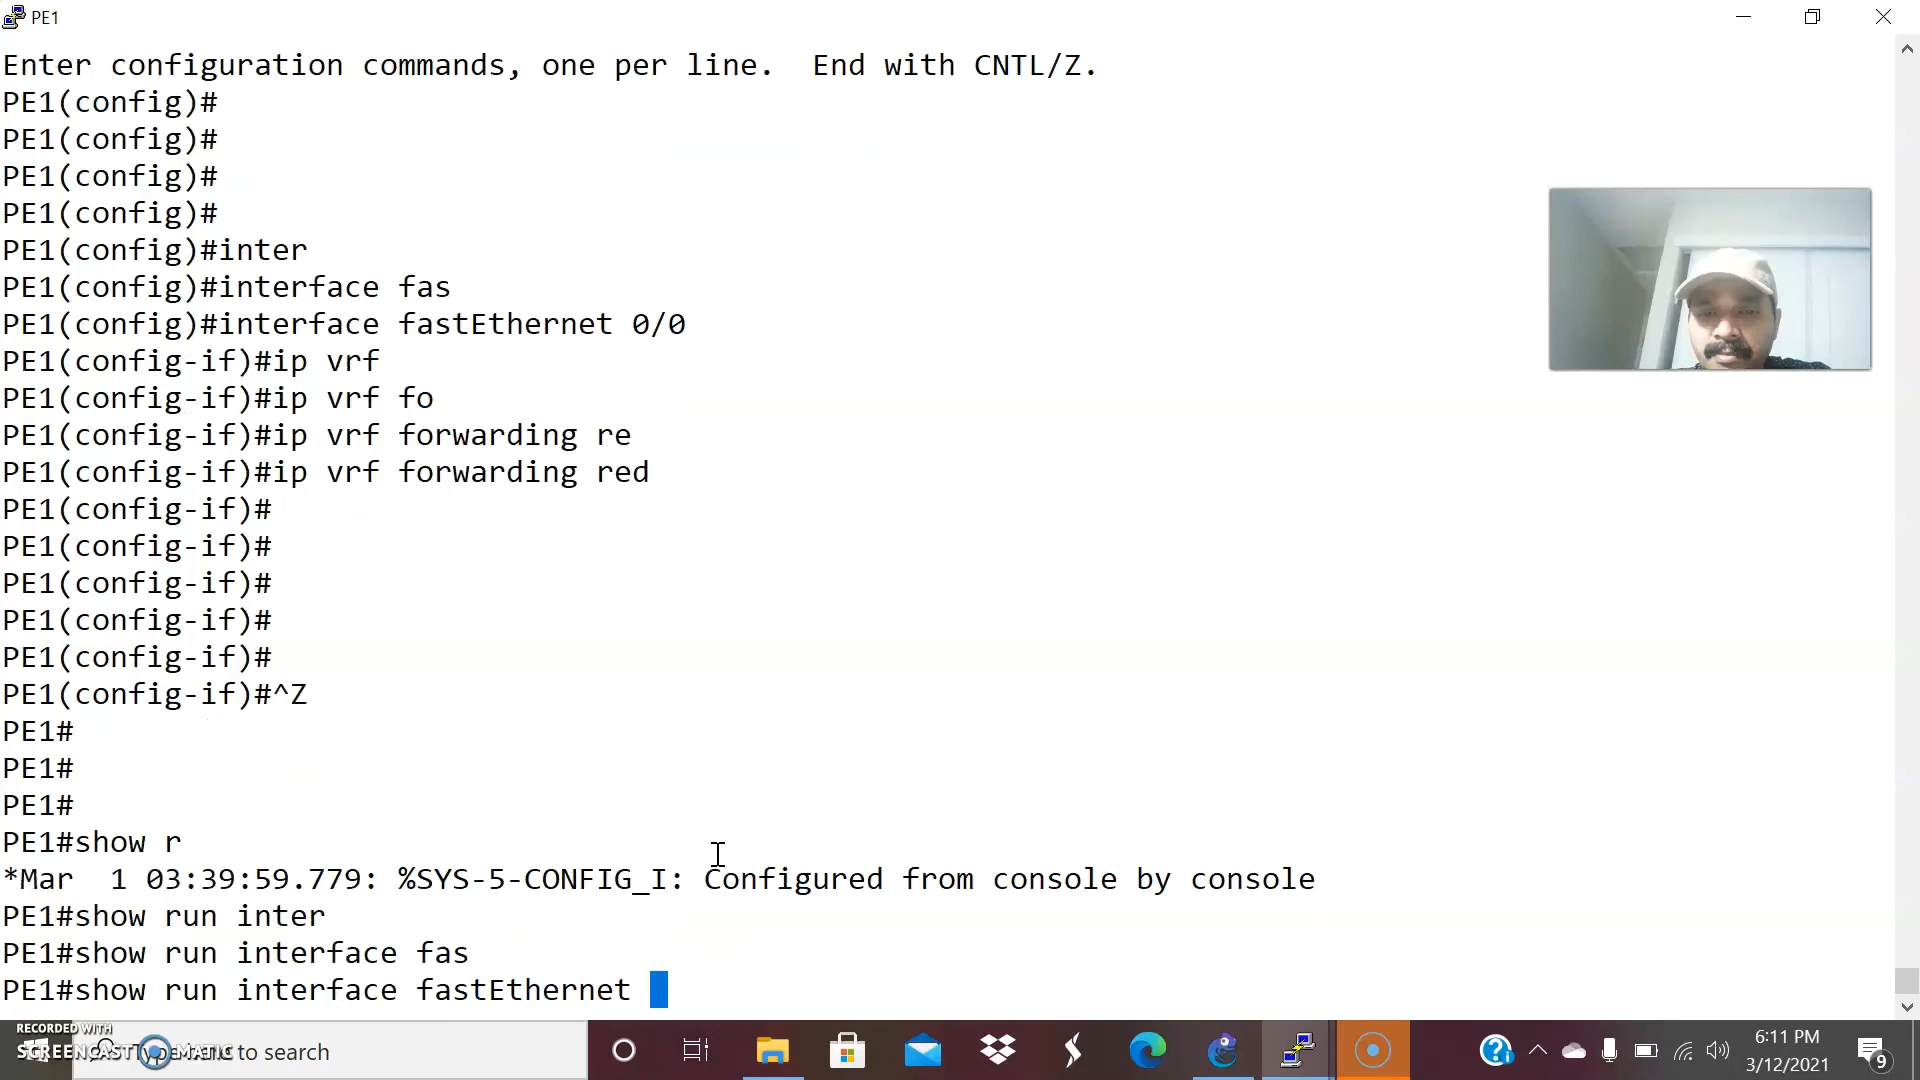 PE1
Enter configuration commands, one per line.  End with CNTL/Z.
PE1(config)#
PE1(config)#
PE1(config)#
PE1(config)#
PE1(config)#inter
PE1(config)#interface fas
PE1(config)#interface fastEthernet 0/0
PE1(config-if)#ip vrf
PE1(config-if)#ip vrf fo
PE1(config-if)#ip vrf forwarding re
PE1(config-if)#ip vrf forwarding red
PE1(config-if)#
PE1(config-if)#
PE1(config-if)#
PE1(config-if)#
PE1(config-if)#
PE1(config-if)#^Z
PE1#
PE1#
PE1#
PE1#show r
*Mar  1 03:39:59.779: %SYS-5-CONFIG_I: Configured from console by console
PE1#show run inter
PE1#show run interface fas
PE1#show run interface fastEthernet
RECORDED WITH
SCREENCAST MATIC
Type here to search
6:11 PM
3/12/2021
9